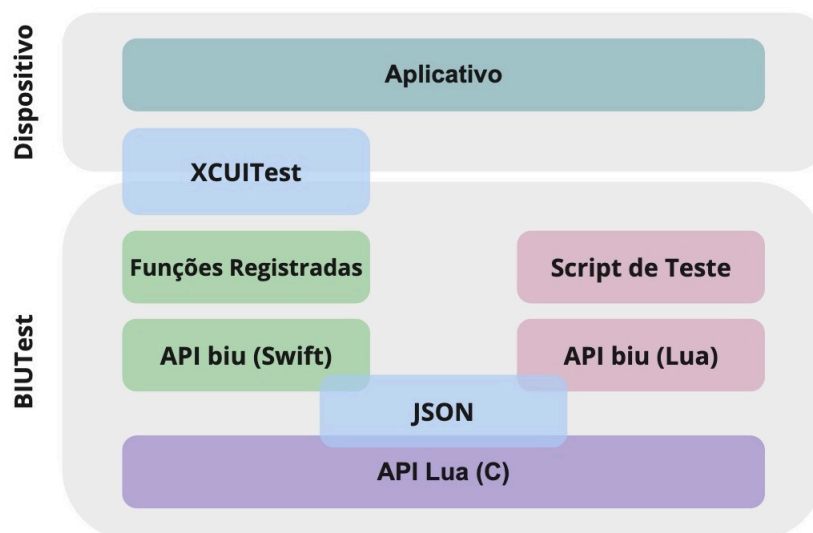 Dispositivo
Aplicativo
XCUITest
BIUTest
Funções Registradas
Script de Teste
API biu (Swift)
API biu (Lua)
JSON
API Lua (C)